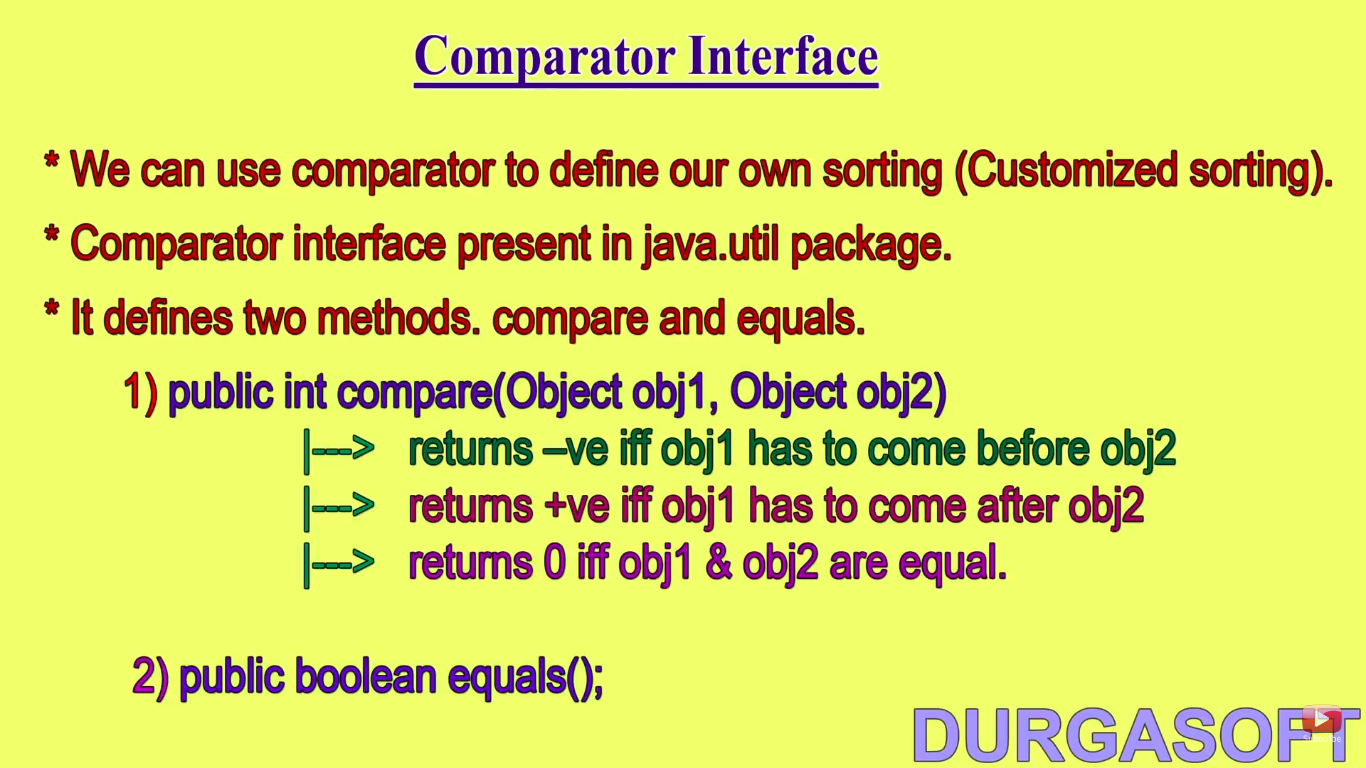 Comparator Interface
* We can use comparator to define our own sorting (Customized sorting).
* Comparator interface present in java.util package.
* It defines two methods. compare and equals.
1) public int compare(Object obj1, Object obj2)
|---> returns –ve iff obj1 has to come before obj2
|---> returns +ve iff obj1 has to come after obj2
|---> returns 0 iff obj1 & obj2 are equal.
2) public boolean equals();
DURGASOFT
Subscribe